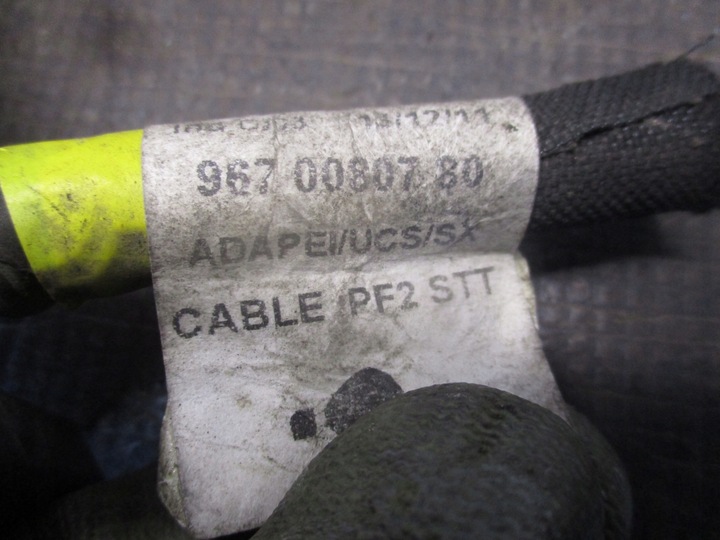 967 00807 80
ADAPEI/UCS/SX
CABLE PF2 STT